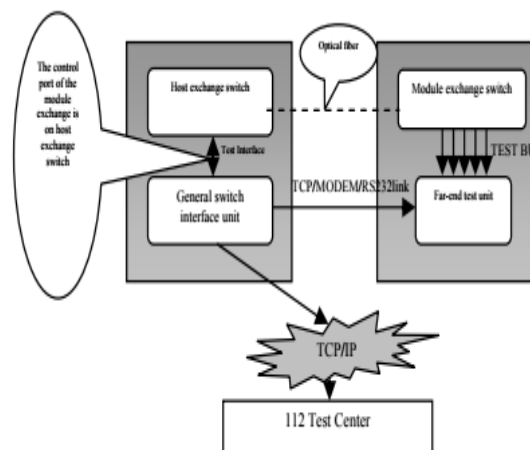 The control
port of the
module
exchange is
on host
exchange
switch
Host exchange switch
Optical fiber
Module exchange switch
Test Interface
TEST BU
General switch
interface unit
TCP/MODEM/RS232link
Far-end test unit
TCP/IP
112 Test Center